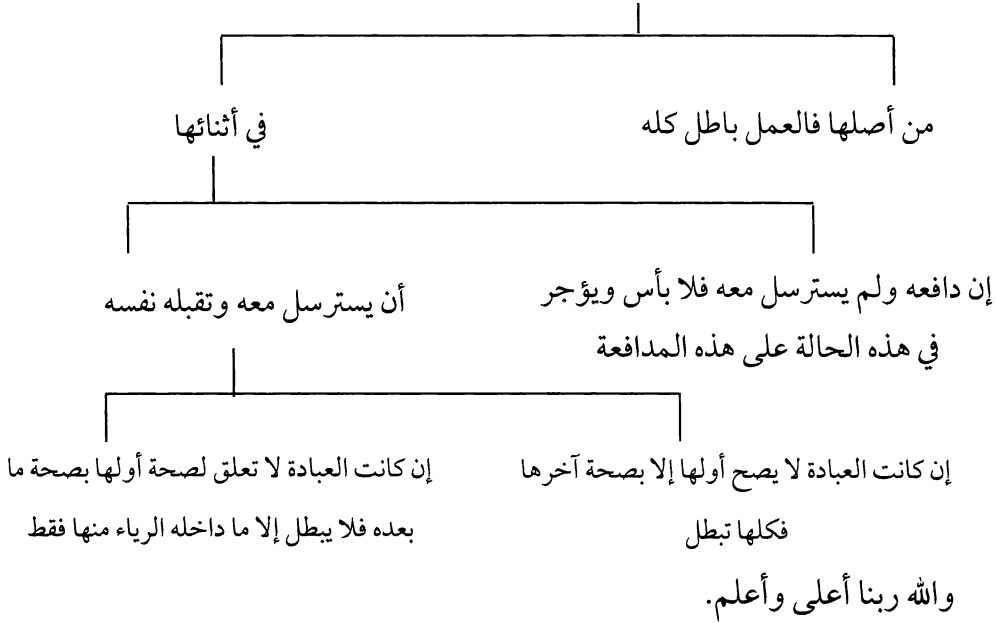 من أصلها فالعمل باطل كله
في أثنائها
إن دافعه ولم يسترسل معه فلا بأس ويؤجر
في هذه الحالة على هذه المدافعة
أن يسترسل معه وتقبله نفسه
إن كانت العبادة لا يصح أولها إلا بصحة آخرها
فكلها تبطل
إن كانت العبادة لا تعلق لصحة أولها بصحة ما
بعده فلا يبطل إلا ما داخله الرياء منها فقط
والله ربنا أعلى وأعلم.